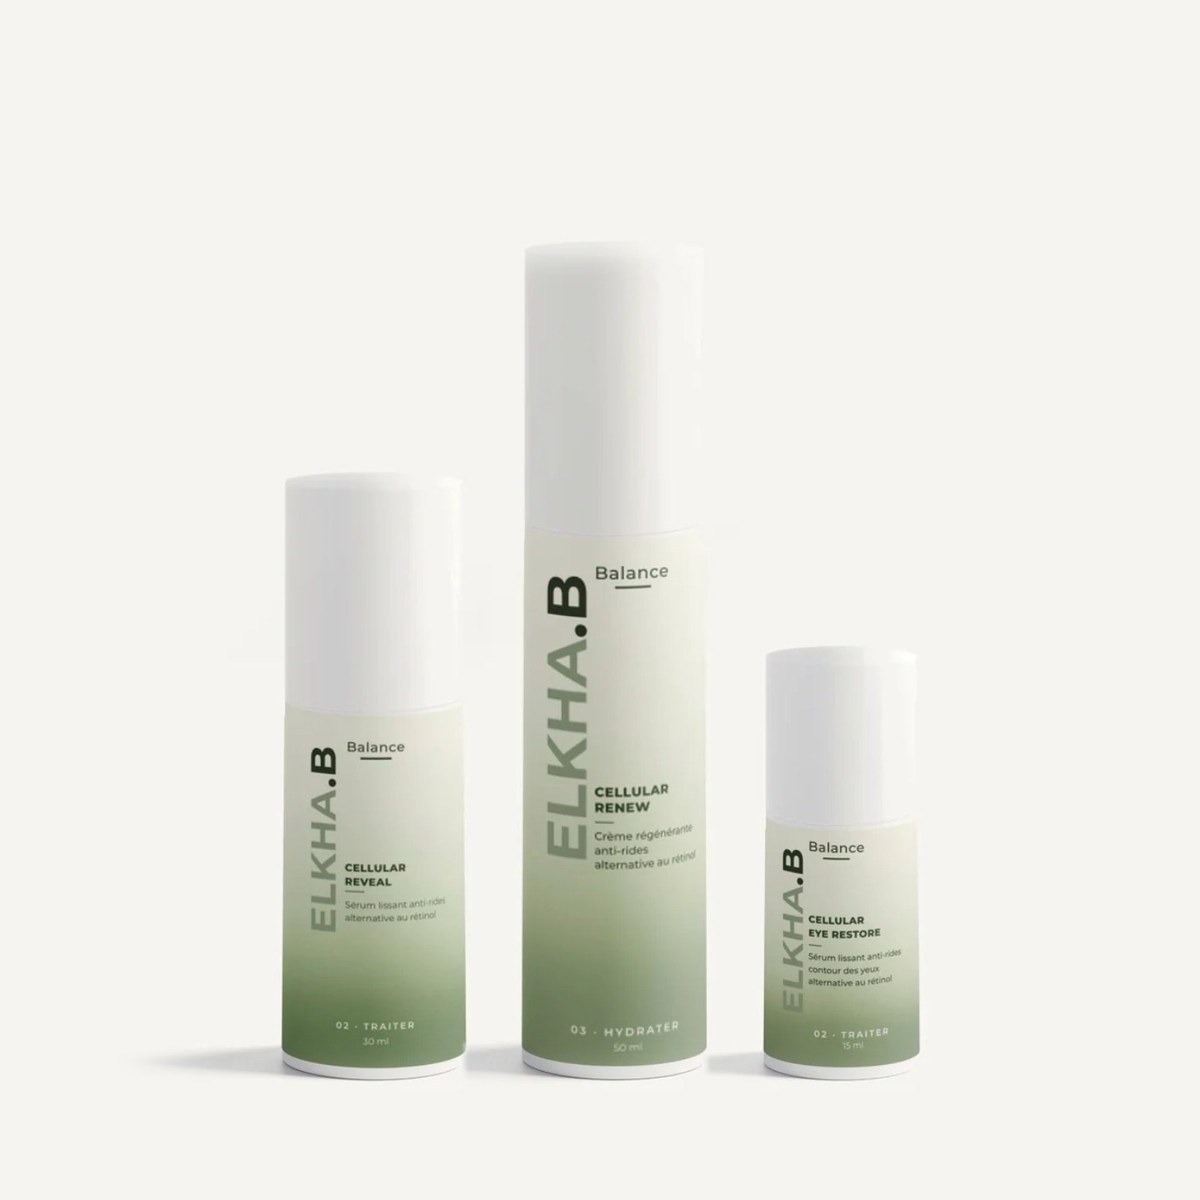 ELKHA.B
Balance
CELLULAR
REVEAL
Sérum lissant anti-rides
alternative au rétinol
02 - TRAITER
30 ml
ELKHA.B
Balance
CELLULAR
RENEW
Crème régénérante
anti-rides
alternative au rétinol
03 - HYDRATER
50 ml
ELKHA.B
Balance
CELLULAR
EYE RESTORE
Sérum lissant anti-rides
contour des yeux
alternative au rétinol
02 - TRAITER
15 ml